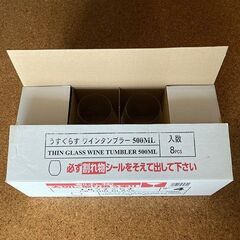 うすぐらす ワインタンブラー 500ML
THIN GLASS WINE TUMBLER 500ML
入数
8PCS
必ず割れ物シールをそえて出して下さい